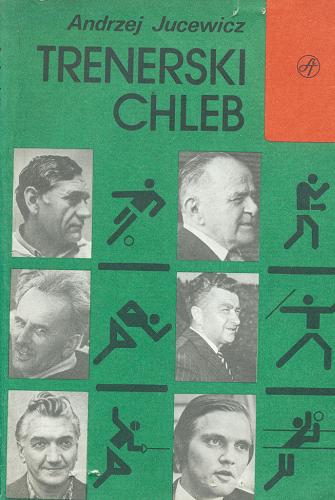 Andrzej Jucewicz
TRENERSKI
CHLEB